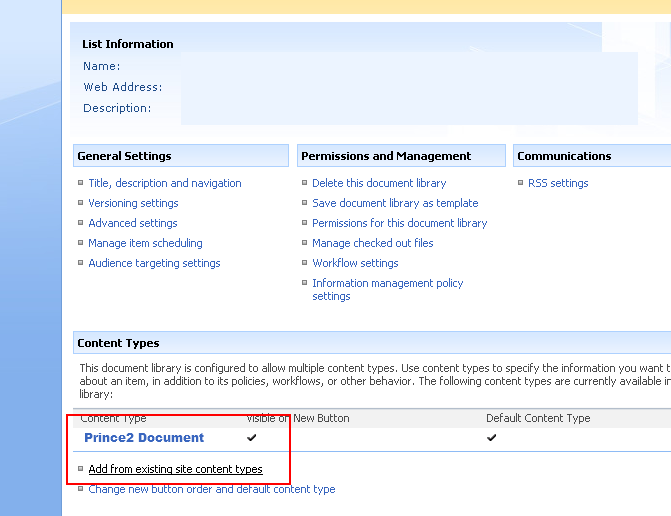 List Information
Name:
Web Address:
Description:
General Settings
Title, description and navigation
Versioning settings
Advanced settings
Manage item scheduling
Audience targeting settings
Permissions and Management
Delete this document library
Save document library as template
Permissions for this document library
Manage checked out files
Workflow settings
Information management policy
settings
Communications
RSS settings
Content Types
This document library is configured to allow multiple content types. Use content types to specify the information you want t
about an item, in addition to its policies, workflows, or other behavior. The following content types are currently available in
library:
Content Type Visible on New Button Default Content Type
Prince2 Document ✔ ✔
Add from existing site content types
Change new button order and default content type